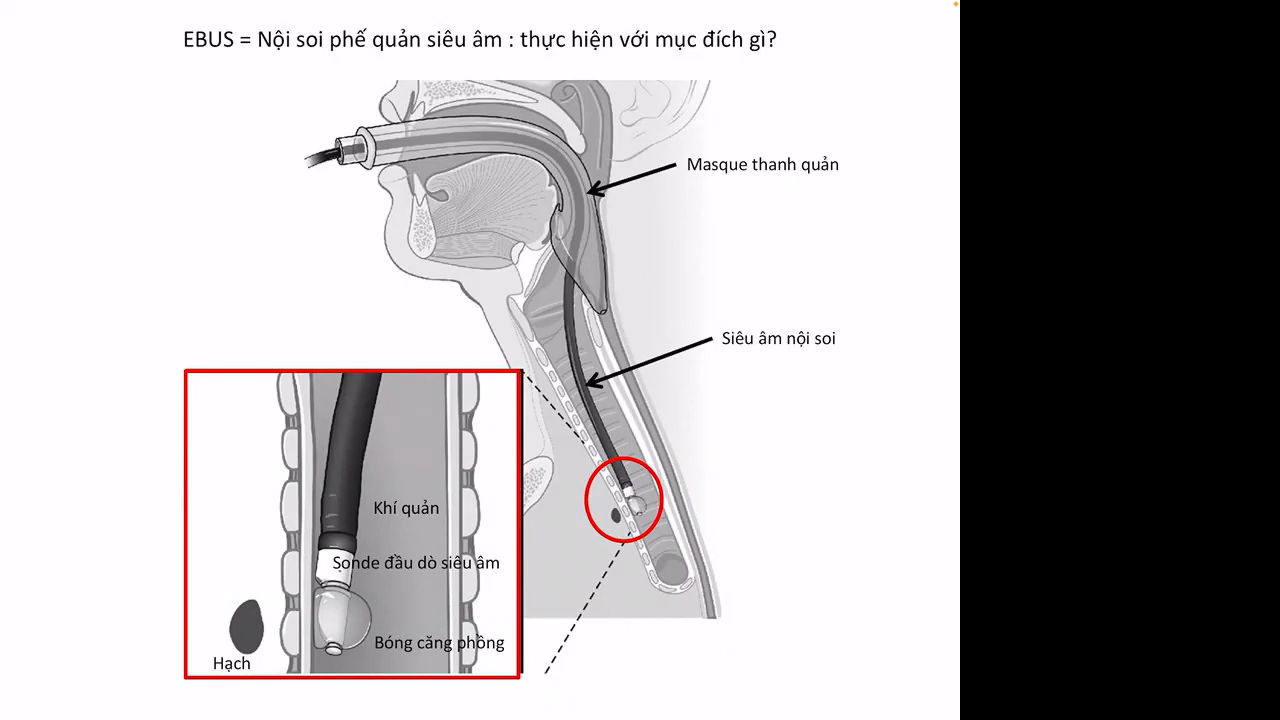 EBUS = Nội soi phế quản siêu âm : thực hiện với mục đích gì?
Masque thanh quản
Siêu âm nội soi
Khí quản
Sonde đầu dò siêu âm
Bóng căng phồng
Hạch